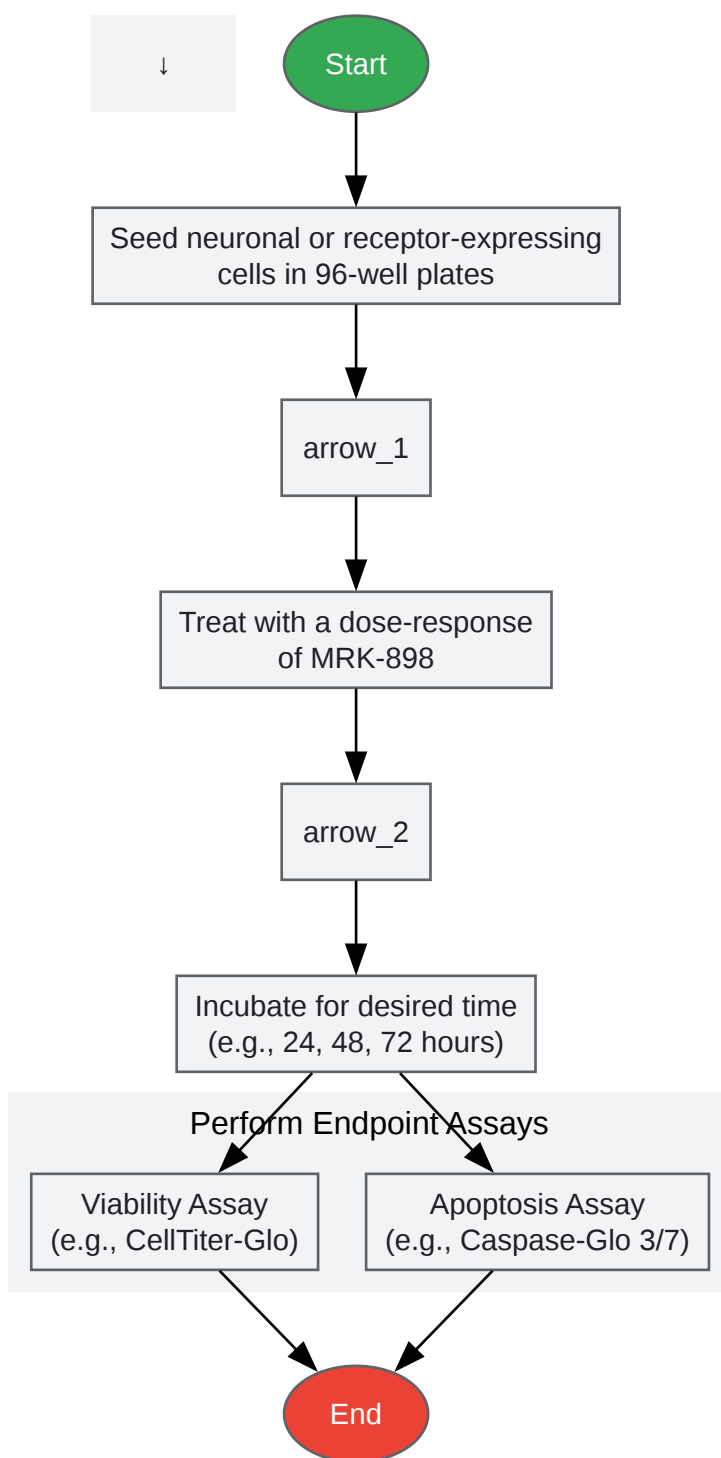 ↓
Start
Seed neuronal or receptor-expressing
cells in 96-well plates
arrow_1
Treat with a dose-response
of MRK-898
arrow_2
Incubate for desired time
(e.g., 24, 48, 72 hours)
Perform Endpoint Assays
Viability Assay
(e.g., CellTiter-Glo)
Apoptosis Assay
(e.g., Caspase-Glo 3/7)
End